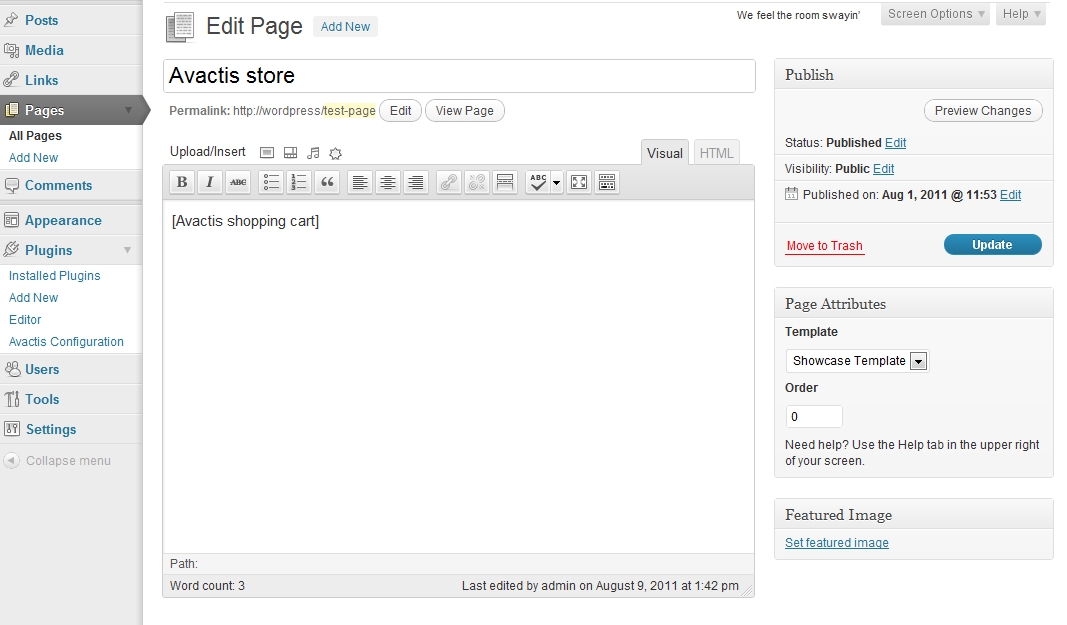 Posts
Media
Links
Pages
All Pages
Add New
Comments
Appearance
Plugins
Installed Plugins
Add New
Editor
Avactis Configuration
Users
Tools
Settings
Collapse menu
We feel the room swayin'
Screen Options
Help
Edit Page
Add New
Avactis store
Permalink: http://wordpress/test-page Edit View Page
Upload/Insert
Visual
HTML
B I ABC ABC
[Avactis shopping cart]
Path:
Word count: 3
Last edited by admin on August 9, 2011 at 1:42 pm
Publish
Preview Changes
Status: Published Edit
Visibility: Public Edit
Published on: Aug 1, 2011 @ 11:53 Edit
Move to Trash
Update
Page Attributes
Template
Showcase Template
Order
0
Need help? Use the Help tab in the upper right
of your screen.
Featured Image
Set featured image